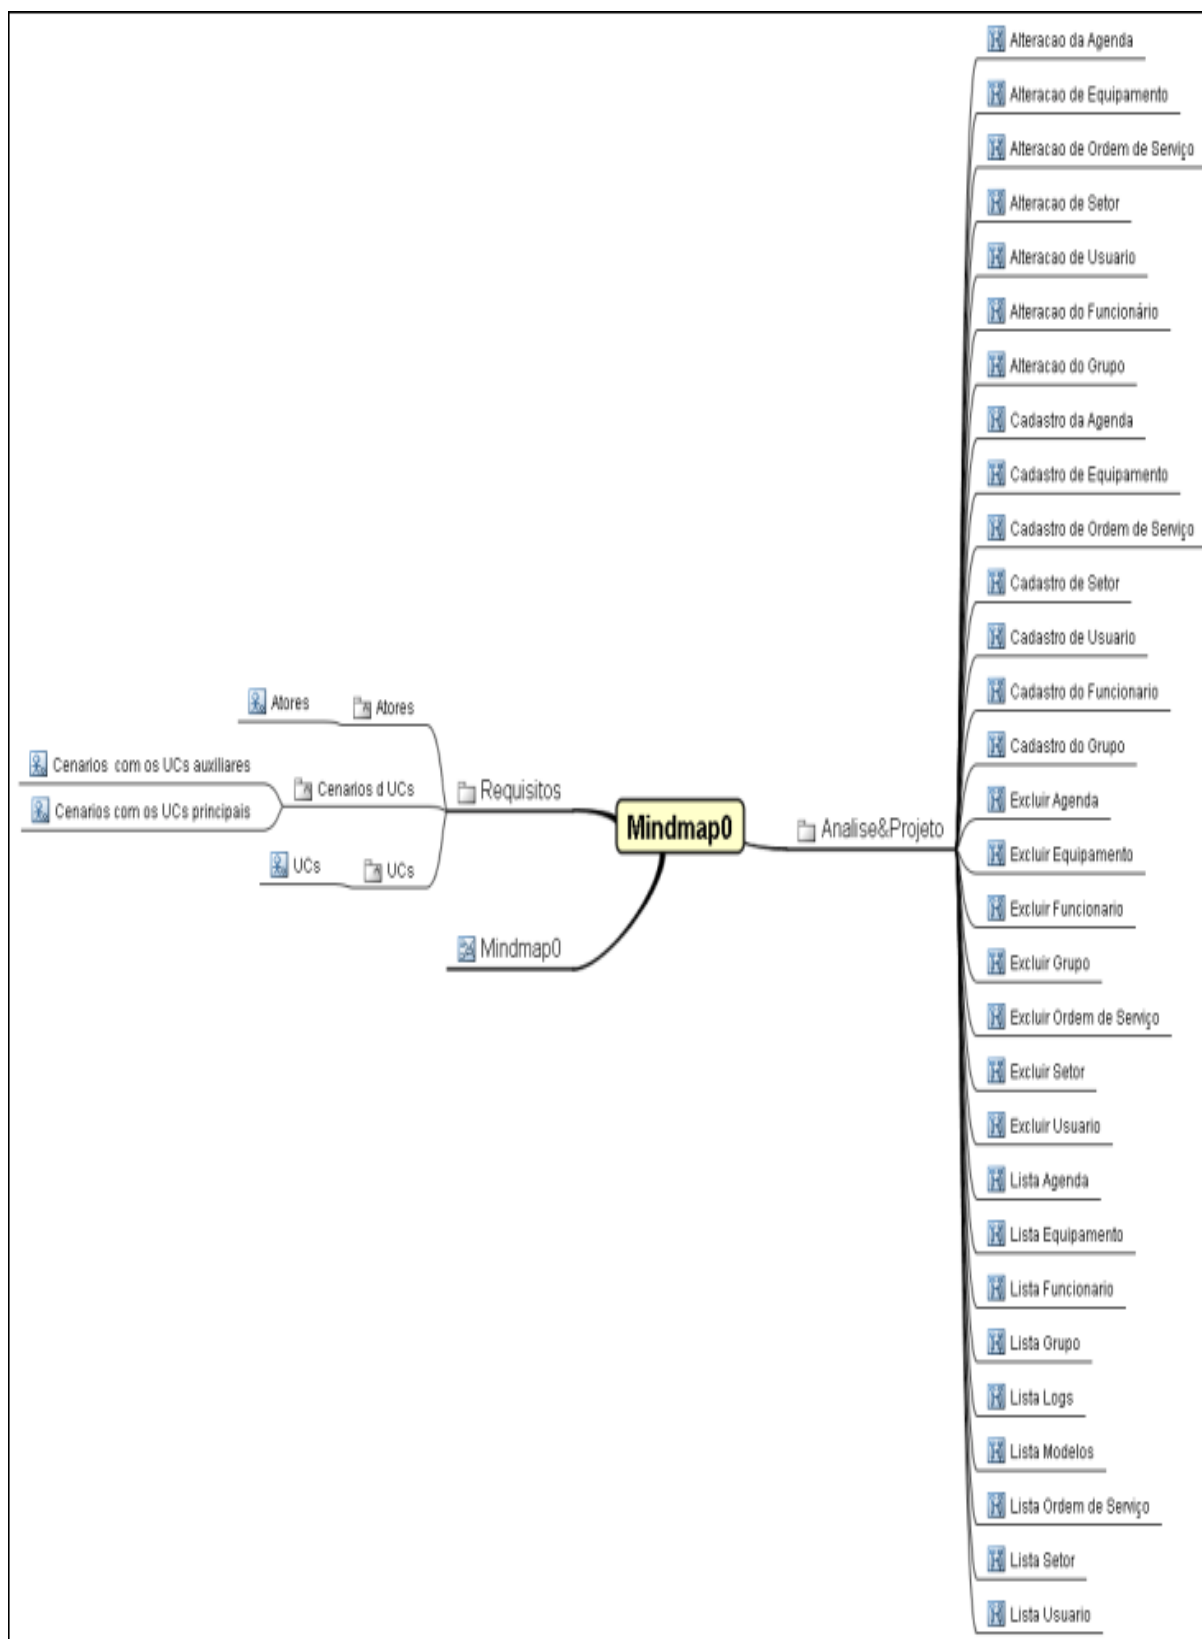 Alteracao da Agenda
Alteracao de Equipamento
Alteracao de Ordem de Serviço
Alteracao de Setor
Alteracao de Usuario
Alteracao do Funcionário
Alteracao do Grupo
Cadastro da Agenda
Cadastro de Equipamento
Cadastro de Ordem de Serviço
Cadastro de Setor
Cadastro de Usuario
Cadastro do Funcionario
Cadastro do Grupo
Excluir Agenda
Excluir Equipamento
Excluir Funcionario
Excluir Grupo
Excluir Ordem de Serviço
Excluir Setor
Excluir Usuario
Lista Agenda
Lista Equipamento
Lista Funcionario
Lista Grupo
Lista Logs
Lista Modelos
Lista Ordem de Serviço
Lista Setor
Lista Usuario
Atores
Atores
Cenarios com os UCs auxiliares
Cenarios com os UCs principais
Cenarios d UCs
UCs
UCs
Requisitos
Mindmap0
Analise&Projeto
Mindmap0